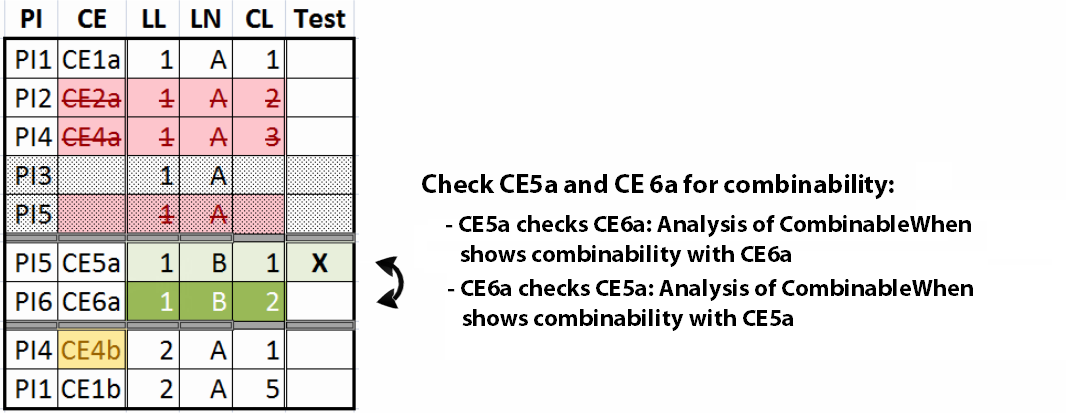 PI CE LL LN CL Test
PI1 CE1a 1 A 1
PI2 CE2a 1 A 2
PI4 CE4a 1 A 3
PI3 1 A
PI5 1 A
PI5 CE5a 1 B 1 X
PI6 CE6a 1 B 2
PI4 CE4b 2 A 1
PI1 CE1b 2 A 5
Check CE5a and CE 6a for combinability:
- CE5a checks CE6a: Analysis of CombinableWhen
shows combinability with CE6a
- CE6a checks CE5a: Analysis of CombinableWhen
shows combinability with CE5a